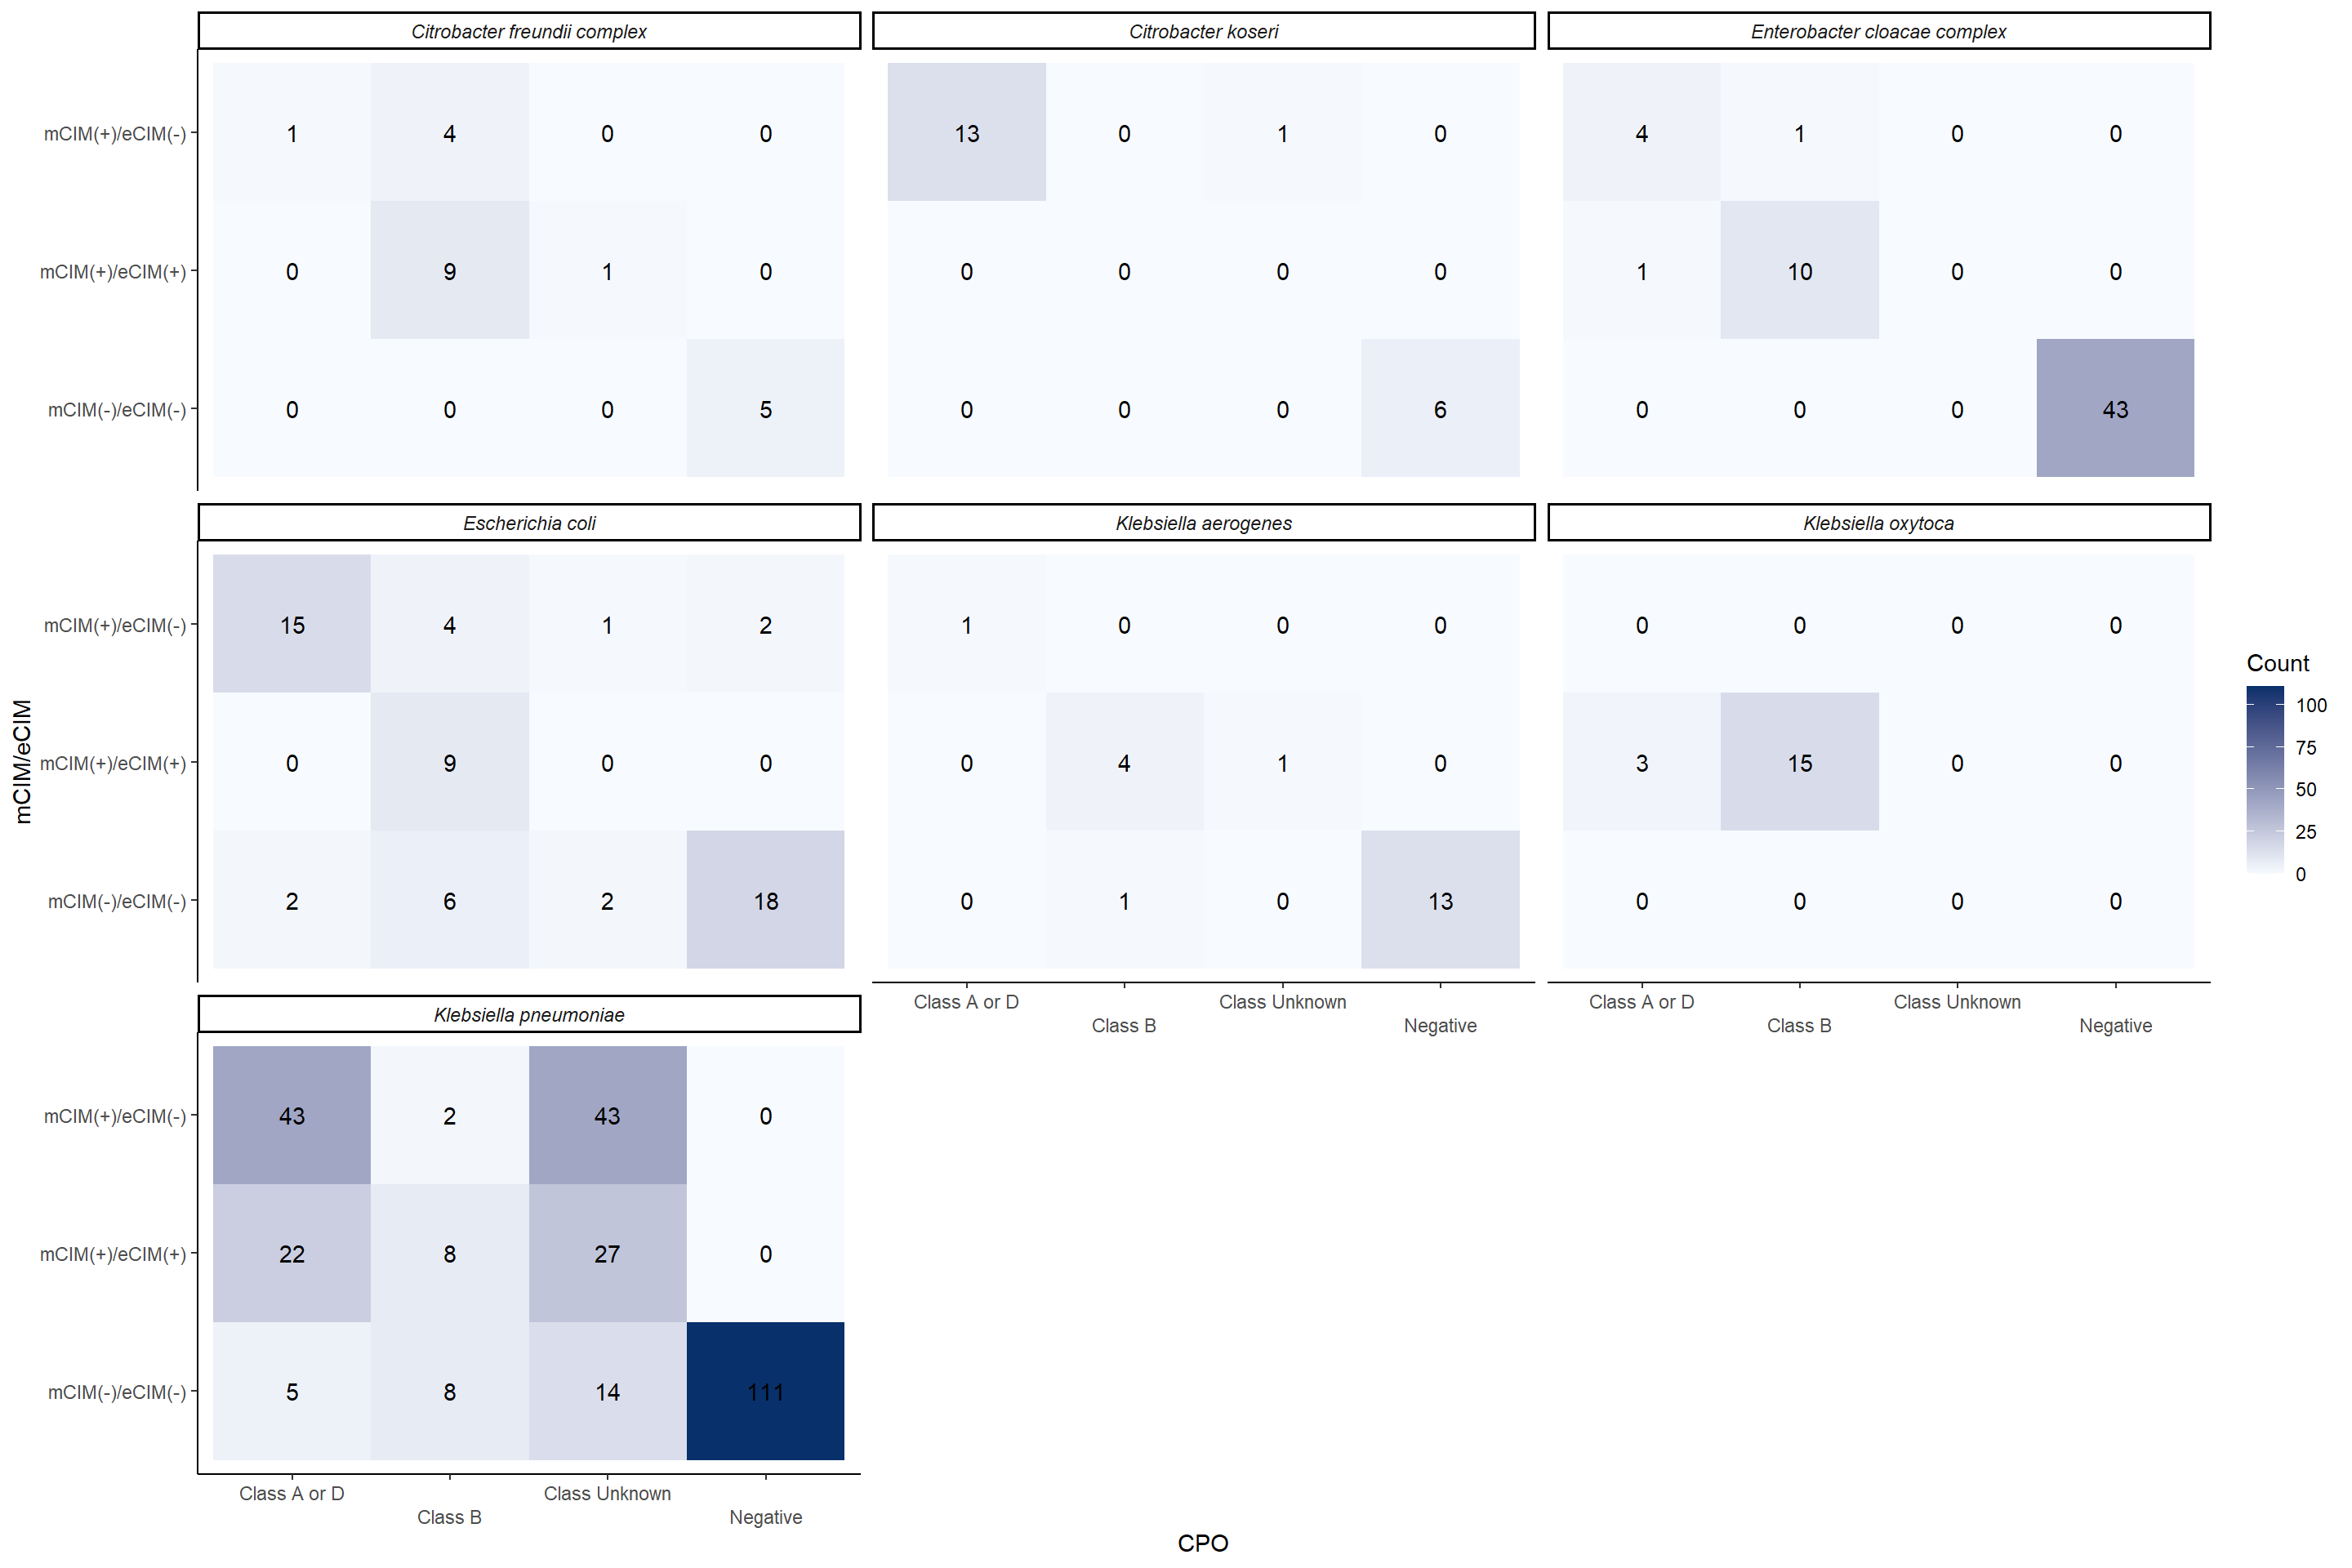 Citrobacter freundii complex Citrobacter koseri Enterobacter cloacae complex
mCIM(+)/eCIM(-) 1 4 0 0 13 0 1 0 4 1 0 0
mCIM(+)/eCIM(+) 0 9 1 0 0 0 0 0 1 10 0 0
mCIM(-)/eCIM(-) 0 0 0 5 0 0 0 6 0 0 0 43
Escherichia coli Klebsiella aerogenes Klebsiella oxytoca
mCIM(+)/eCIM(-) 15 4 1 2 1 0 0 0 0 0 0 0
mCIM(+)/eCIM(+) 0 9 0 0 0 4 1 0 3 15 0 0
mCIM(-)/eCIM(-) 2 6 2 18 0 1 0 13 0 0 0 0
Class A or D Class Unknown Class A or D Class Unknown
Class B Negative Class B Negative
Klebsiella pneumoniae
mCIM(+)/eCIM(-) 43 2 43 0
mCIM(+)/eCIM(+) 22 8 27 0
mCIM(-)/eCIM(-) 5 8 14 111
Class A or D Class Unknown
Class B Negative
CPO
mCIM/eCIM
Count
100
75
50
25
0